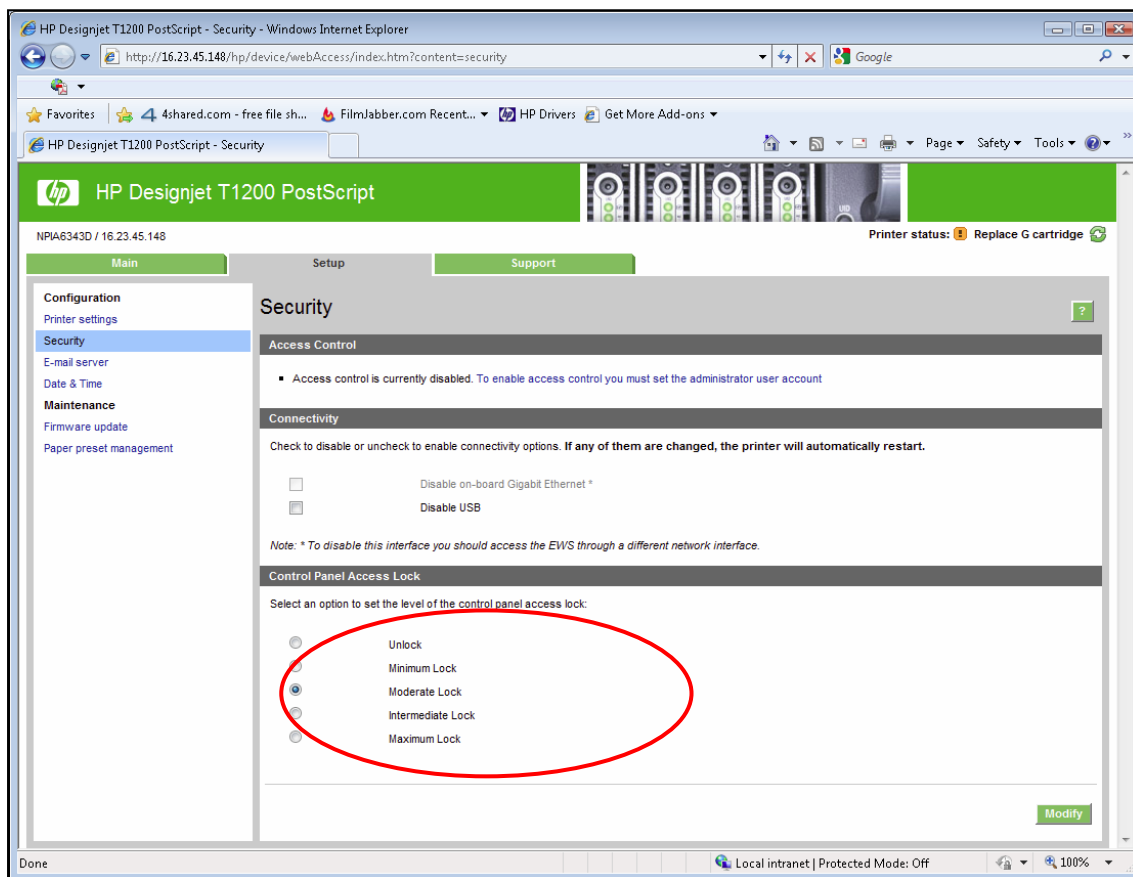 HP Designjet T1200 PostScript - Security - Windows Internet Explorer
http://16.23.45.148/hp/device/webAccess/index.htm?content=security
Google
Favorites
4shared.com - free file sh...
FilmJabber.com Recent...
HP Drivers
Get More Add-ons
HP Designjet T1200 PostScript - Security
Page
Safety
Tools
hp HP Designjet T1200 PostScript
UID
NPIA6343D / 16.23.45.148
Printer status: ! Replace G cartridge
Main
Setup
Support
Configuration
Printer settings
Security
E-mail server
Date & Time
Maintenance
Firmware update
Paper preset management
Security
?
Access Control
Access control is currently disabled. To enable access control you must set the administrator user account
Connectivity
Check to disable or uncheck to enable connectivity options. If any of them are changed, the printer will automatically restart.
Disable on-board Gigabit Ethernet *
Disable USB
Note: * To disable this interface you should access the EWS through a different network interface.
Control Panel Access Lock
Select an option to set the level of the control panel access lock:
Unlock
Minimum Lock
Moderate Lock
Intermediate Lock
Maximum Lock
Modify
Done
Local intranet | Protected Mode: Off
100%